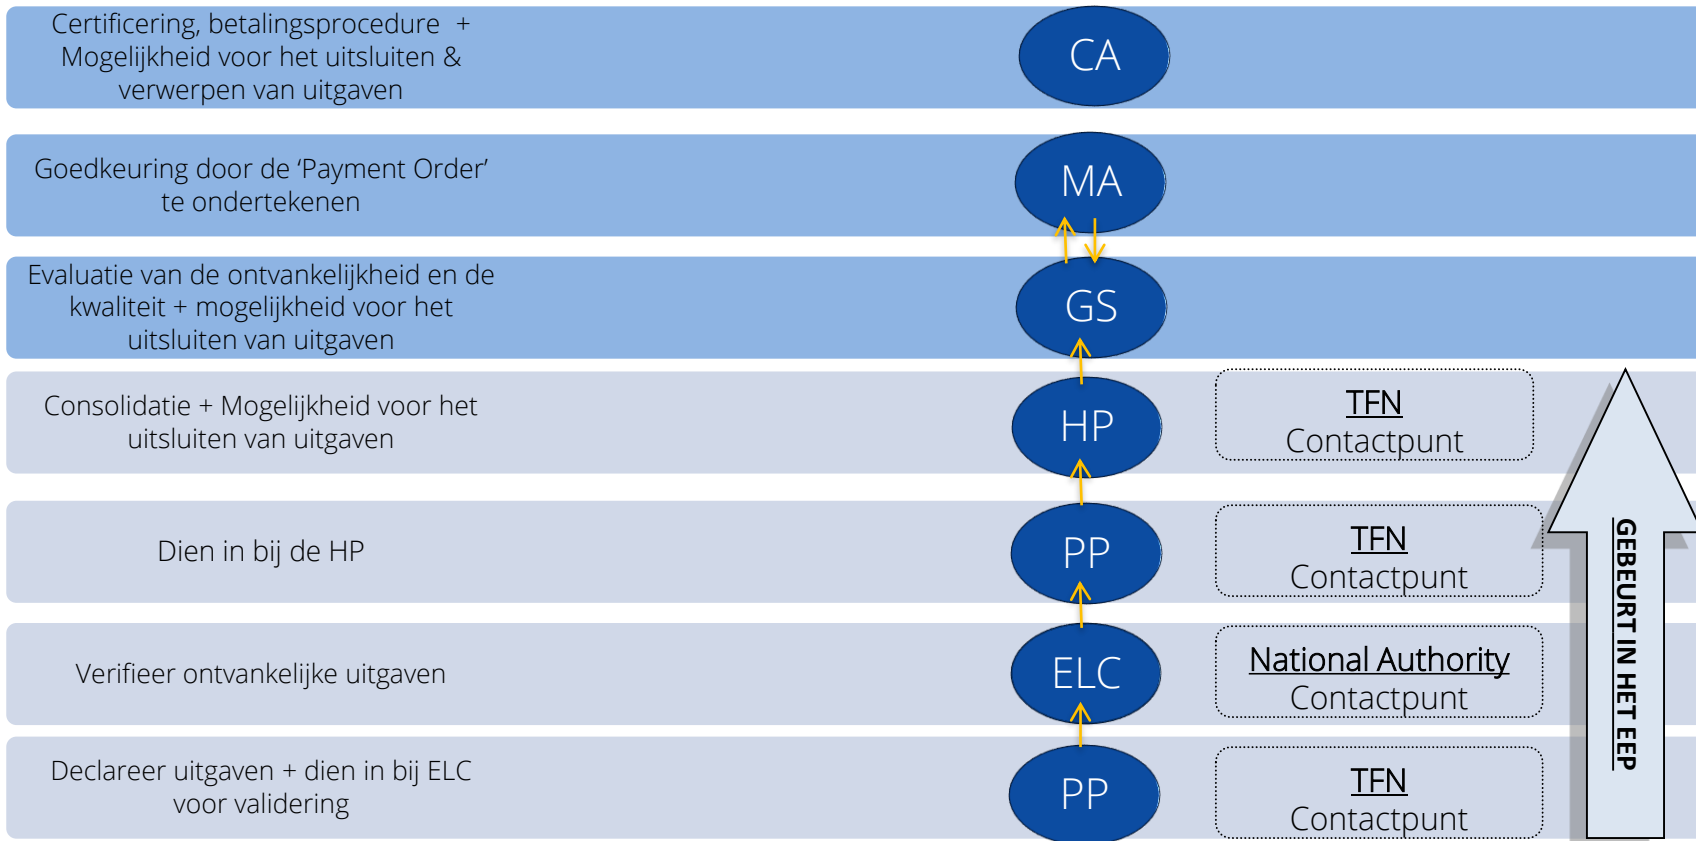 Certificering, betalingsprocedure +
Mogelijkheid voor het uitsluiten &
verwerpen van uitgaven
CA
Goedkeuring door de ‘Payment Order’
te ondertekenen
MA
Evaluatie van de ontvankelijkheid en de
kwaliteit + mogelijkheid voor het
uitsluiten van uitgaven
GS
Consolidatie + Mogelijkheid voor het
uitsluiten van uitgaven
HP
TFN
Contactpunt
Dien in bij de HP
PP
TFN
Contactpunt
Verifieer ontvankelijke uitgaven
ELC
National Authority
Contactpunt
Declareer uitgaven + dien in bij ELC
voor validering
PP
TFN
Contactpunt
GEBEURT IN HET EEP